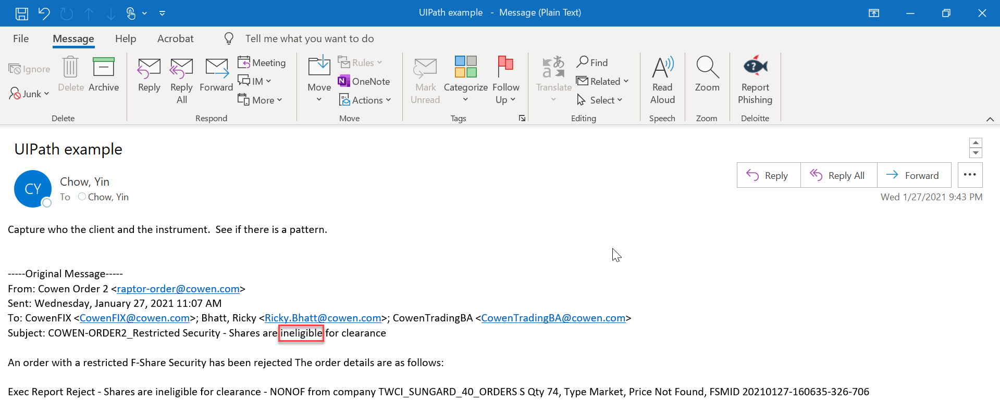 UIPath example - Message (Plain Text)
File Message Help Acrobat Tell me what you want to do
Ignore
Junk
Delete
Archive
Delete
Reply
Reply All
Forward
Meeting
IM
More
Respond
Move
Rules
OneNote
Actions
Move
Mark Unread
Categorize
Follow Up
Tags
Translate
Find
Related
Select
Editing
Read Aloud
Speech
Zoom
Zoom
Report Phishing
Deloitte
UIPath example
CY
Chow, Yin
To Chow, Yin
Reply Reply All Forward
Wed 1/27/2021 9:43 PM
Capture who the client and the instrument.  See if there is a pattern.
-----Original Message-----
From: Cowen Order 2 <raptor-order@cowen.com>
Sent: Wednesday, January 27, 2021 11:07 AM
To: CowenFIX <CowenFIX@cowen.com>; Bhatt, Ricky <Ricky.Bhatt@cowen.com>; CowenTradingBA <CowenTradingBA@cowen.com>
Subject: COWEN-ORDER2_Restricted Security - Shares are ineligible for clearance
An order with a restricted F-Share Security has been rejected The order details are as follows:
Exec Report Reject - Shares are ineligible for clearance - NONOF from company TWCI_SUNGARD_40_ORDERS S Qty 74, Type Market, Price Not Found, FSMID 20210127-160635-326-706